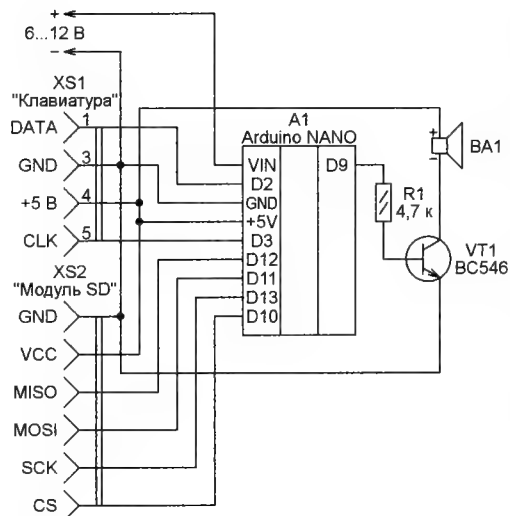 +
6...12 В
−
XS1
"Клавиатура"
DATA 1
GND 3
+5 В 4
CLK 5
XS2
"Модуль SD"
GND
VCC
MISO
MOSI
SCK
CS
A1
Arduino NANO
VIN
D2
GND
+5V
D3
D12
D11
D13
D10
D9
R1
4,7 к
+
−
BA1
VT1
BC546